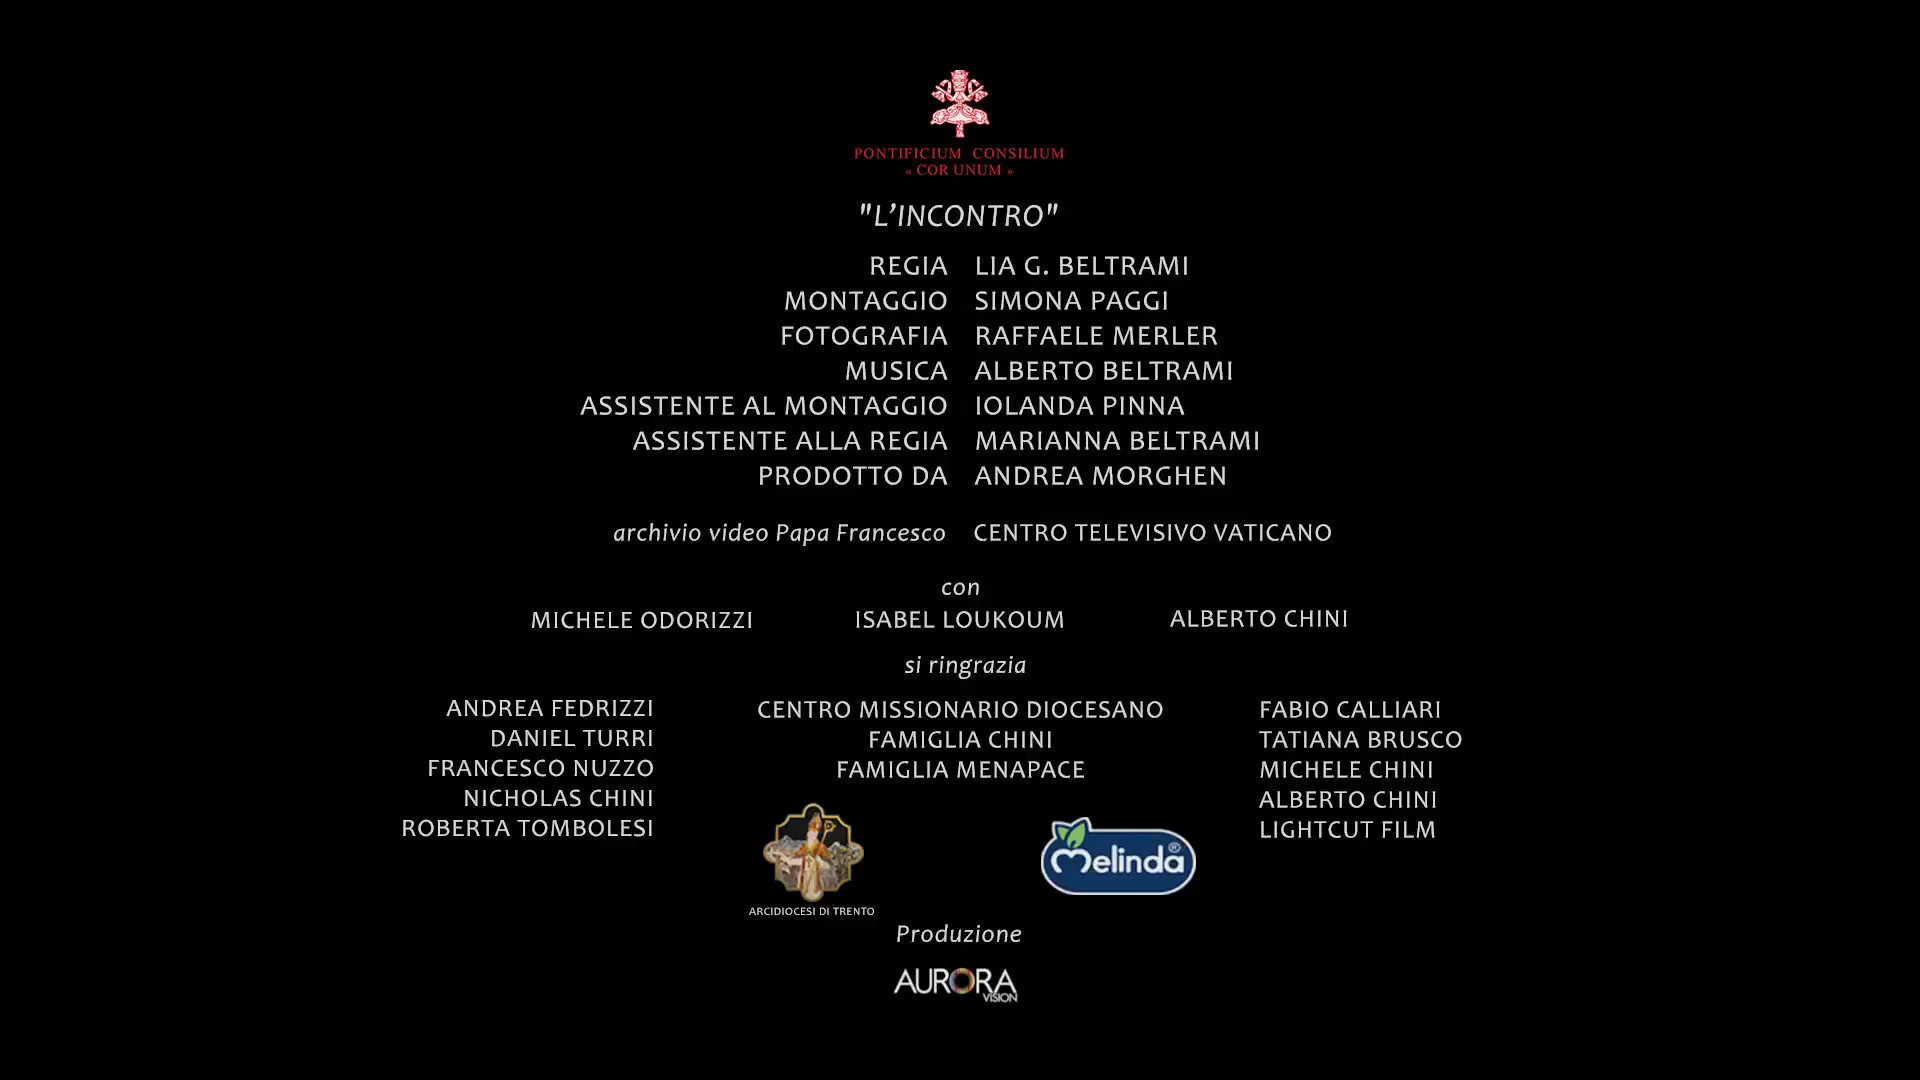 PONTIFICIUM CONSILIUM
« COR UNUM »
"L’INCONTRO"
REGIA LIA G. BELTRAMI
MONTAGGIO SIMONA PAGGI
FOTOGRAFIA RAFFAELE MERLER
MUSICA ALBERTO BELTRAMI
ASSISTENTE AL MONTAGGIO IOLANDA PINNA
ASSISTENTE ALLA REGIA MARIANNA BELTRAMI
PRODOTTO DA ANDREA MORGHEN
archivio video Papa Francesco CENTRO TELEVISIVO VATICANO
con
MICHELE ODORIZZI ISABEL LOUKOUM ALBERTO CHINI
si ringrazia
ANDREA FEDRIZZI
DANIEL TURRI
FRANCESCO NUZZO
NICHOLAS CHINI
ROBERTA TOMBOLESI
CENTRO MISSIONARIO DIOCESANO
FAMIGLIA CHINI
FAMIGLIA MENAPACE
FABIO CALLIARI
TATIANA BRUSCO
MICHELE CHINI
ALBERTO CHINI
LIGHTCUT FILM
ARCIDIOCESI DI TRENTO
Melinda®
Produzione
AURORA
VISION